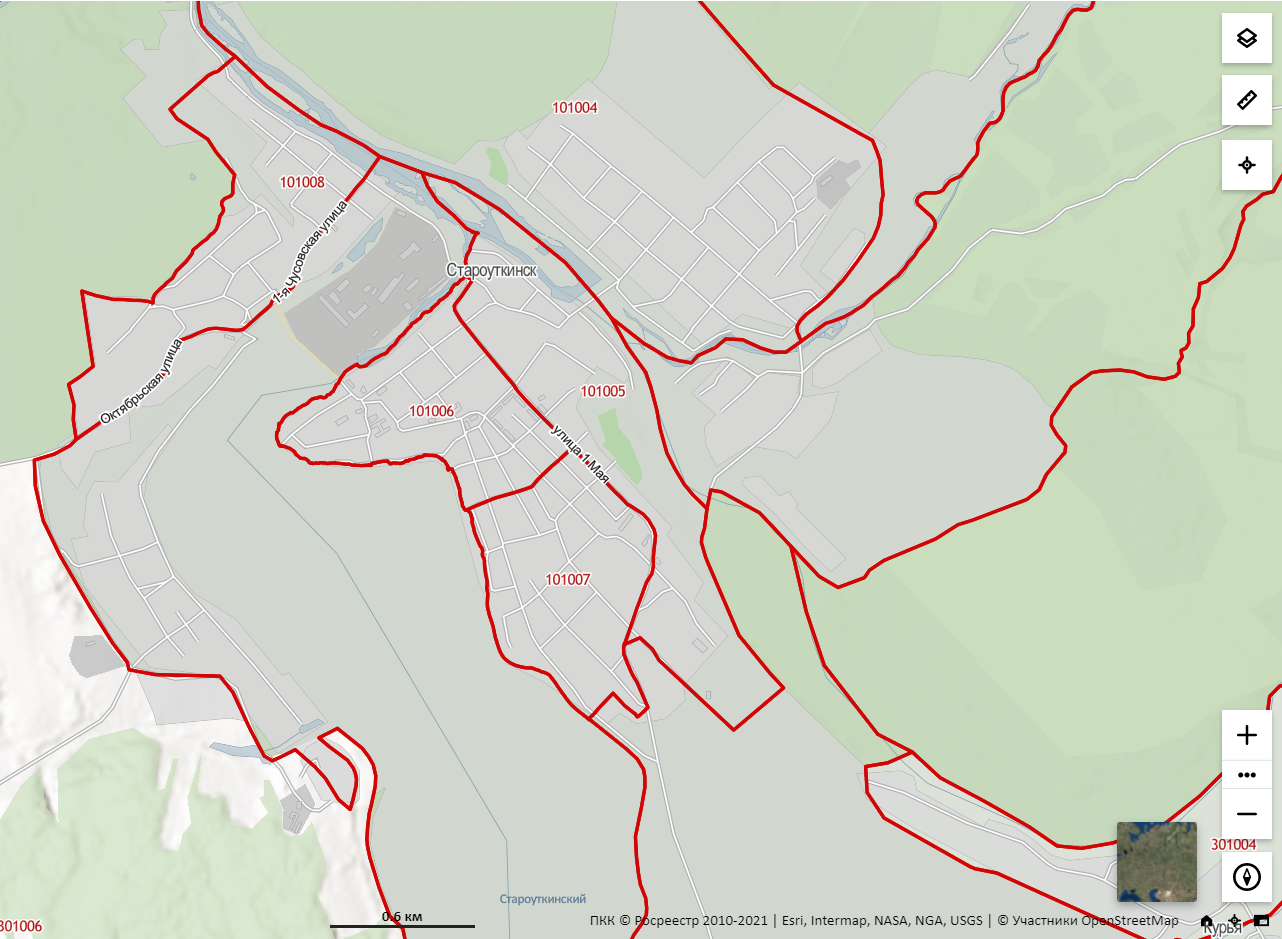 101004
101008
1-я Чусовская улица
Староуткинск
Октябрьская улица
101005
101006
улица 1 Мая
101007
301004
Староуткинский
0.6 км
ПКК © Росреестр 2010-2021 | Esri, Intermap, NASA, NGA, USGS | © Участники OpenStreetMap
301006
Курья